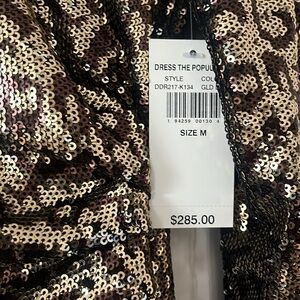 DRESS THE POPUL
STYLE COL
DDR217-K134 GLD
1 94259 00130 4
SIZE M
$285.00